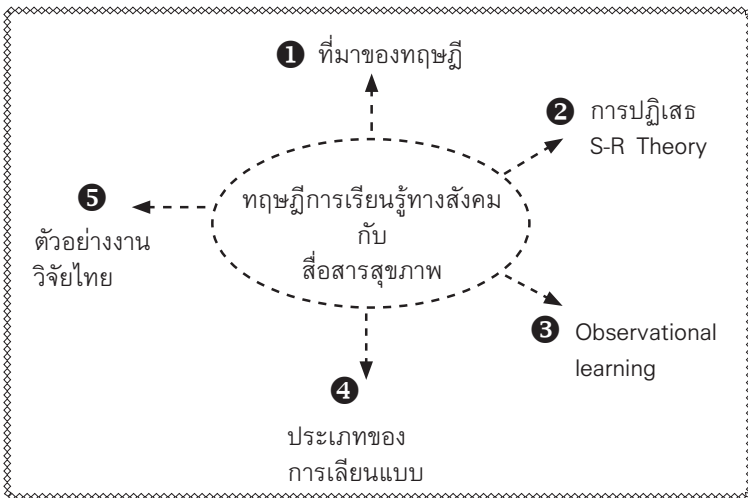 ❶ ที่มาของทฤษฎี
❷ การปฏิเสธ
S-R Theory
ทฤษฎีการเรียนรู้ทางสังคม
กับ
สื่อสารสุขภาพ
❸ Observational
learning
❹
ประเภทของ
การเลียนแบบ
❺
ตัวอย่างงาน
วิจัยไทย